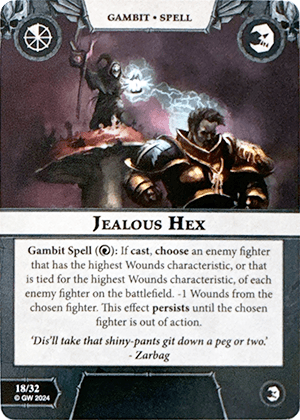 GAMBIT • SPELL
JEALOUS HEX
Gambit Spell ( ): If cast, choose an enemy fighter
that has the highest Wounds characteristic, or that
is tied for the highest Wounds characteristic, of each
enemy fighter on the battlefield. -1 Wounds from the
chosen fighter. This effect persists until the chosen
fighter is out of action.
'Dis'll take that shiny-pants git down a peg or two.'
- Zarbag
18/32
© GW 2024